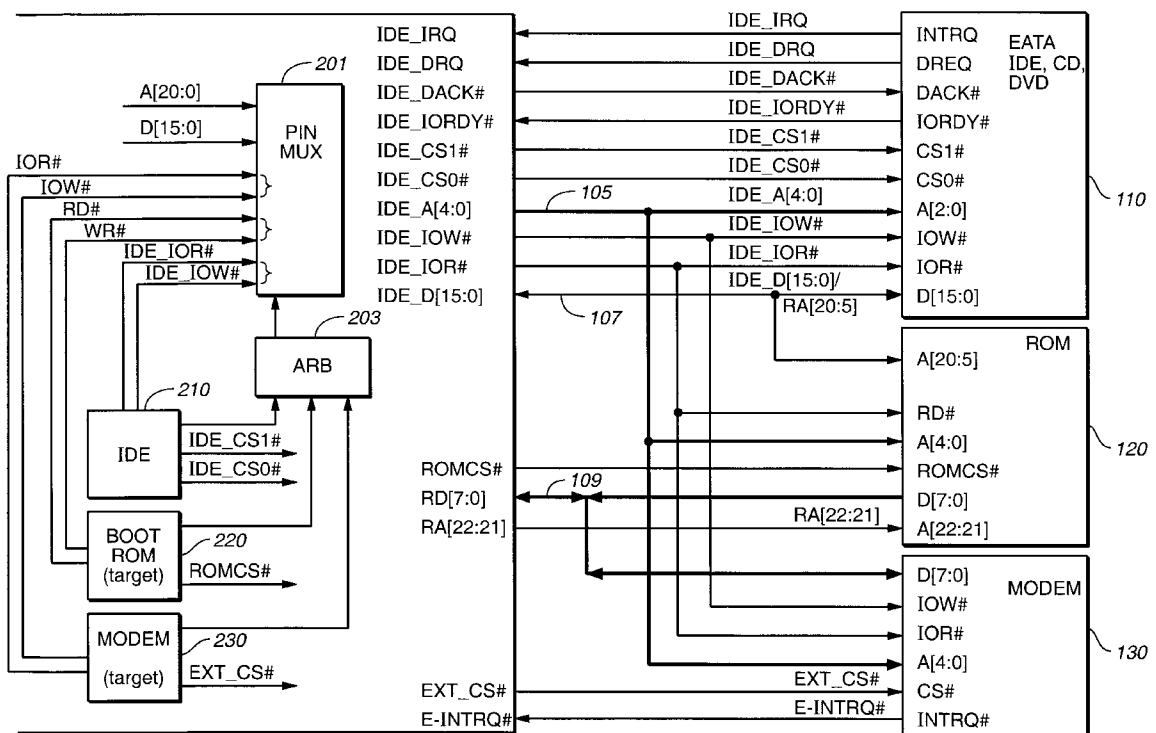 201
A[20:0]
D[15:0]
PIN
MUX
IOR#
IOW#
RD#
WR#
IDE_IOR#
IDE_IOW#
203
ARB
210
IDE
IDE_CS1#
IDE_CS0#
BOOT
ROM
(target)
220
ROMCS#
MODEM
(target)
230
EXT_CS#
IDE_IRQ
IDE_DRQ
IDE_DACK#
IDE_IORDY#
IDE_CS1#
IDE_CS0#
IDE_A[4:0]
IDE_IOW#
IDE_IOR#
IDE_D[15:0]
ROMCS#
RD[7:0]
RA[22:21]
EXT_CS#
E-INTRQ#
105
107
109
IDE_IRQ
IDE_DRQ
IDE_DACK#
IDE_IORDY#
IDE_CS1#
IDE_CS0#
IDE_A[4:0]
IDE_IOW#
IDE_IOR#
IDE_D[15:0]/
RA[20:5]
RA[22:21]
EXT_CS#
E-INTRQ#
INTRQ
DREQ
DACK#
IORDY#
CS1#
CS0#
A[2:0]
IOW#
IOR#
D[15:0]
EATA
IDE, CD,
DVD
110
ROM
A[20:5]
RD#
A[4:0]
ROMCS#
D[7:0]
A[22:21]
120
D[7:0]
MODEM
IOW#
IOR#
A[4:0]
CS#
INTRQ#
130